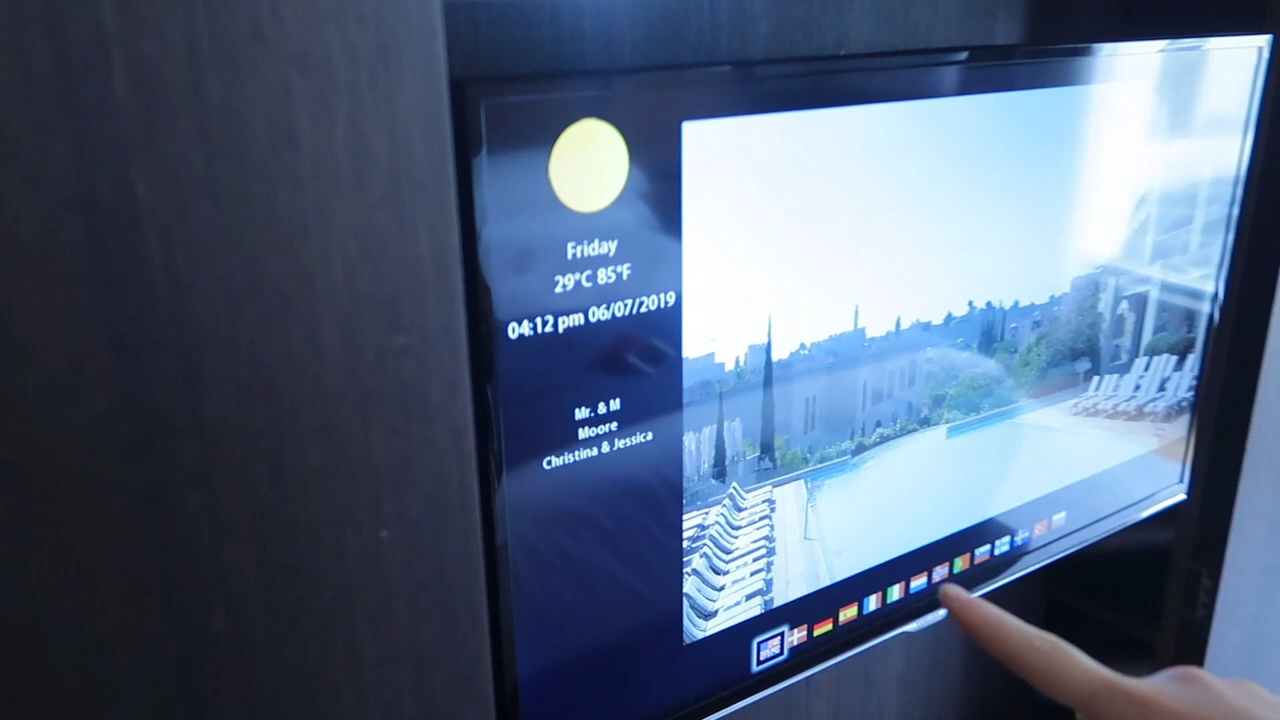 Friday
29°C 85°F
04:12 pm 06/07/2019
Mr. & M
Moore
Christina & Jessica